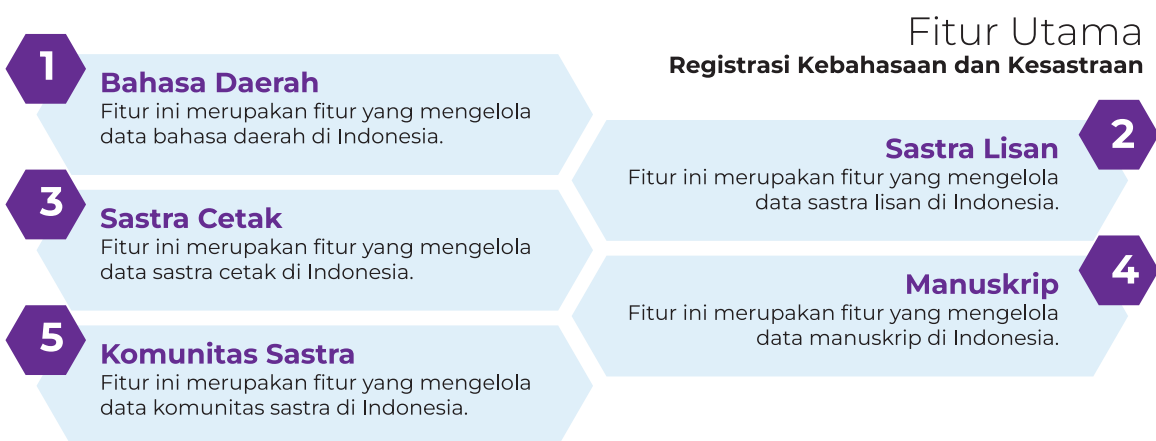 Fitur Utama
Registrasi Kebahasaan dan Kesastraan
1
Bahasa Daerah
Fitur ini merupakan fitur yang mengelola
data bahasa daerah di Indonesia.
2
Sastra Lisan
Fitur ini merupakan fitur yang mengelola
data sastra lisan di Indonesia.
3
Sastra Cetak
Fitur ini merupakan fitur yang mengelola
data sastra cetak di Indonesia.
4
Manuskrip
Fitur ini merupakan fitur yang mengelola
data manuskrip di Indonesia.
5
Komunitas Sastra
Fitur ini merupakan fitur yang mengelola
data komunitas sastra di Indonesia.